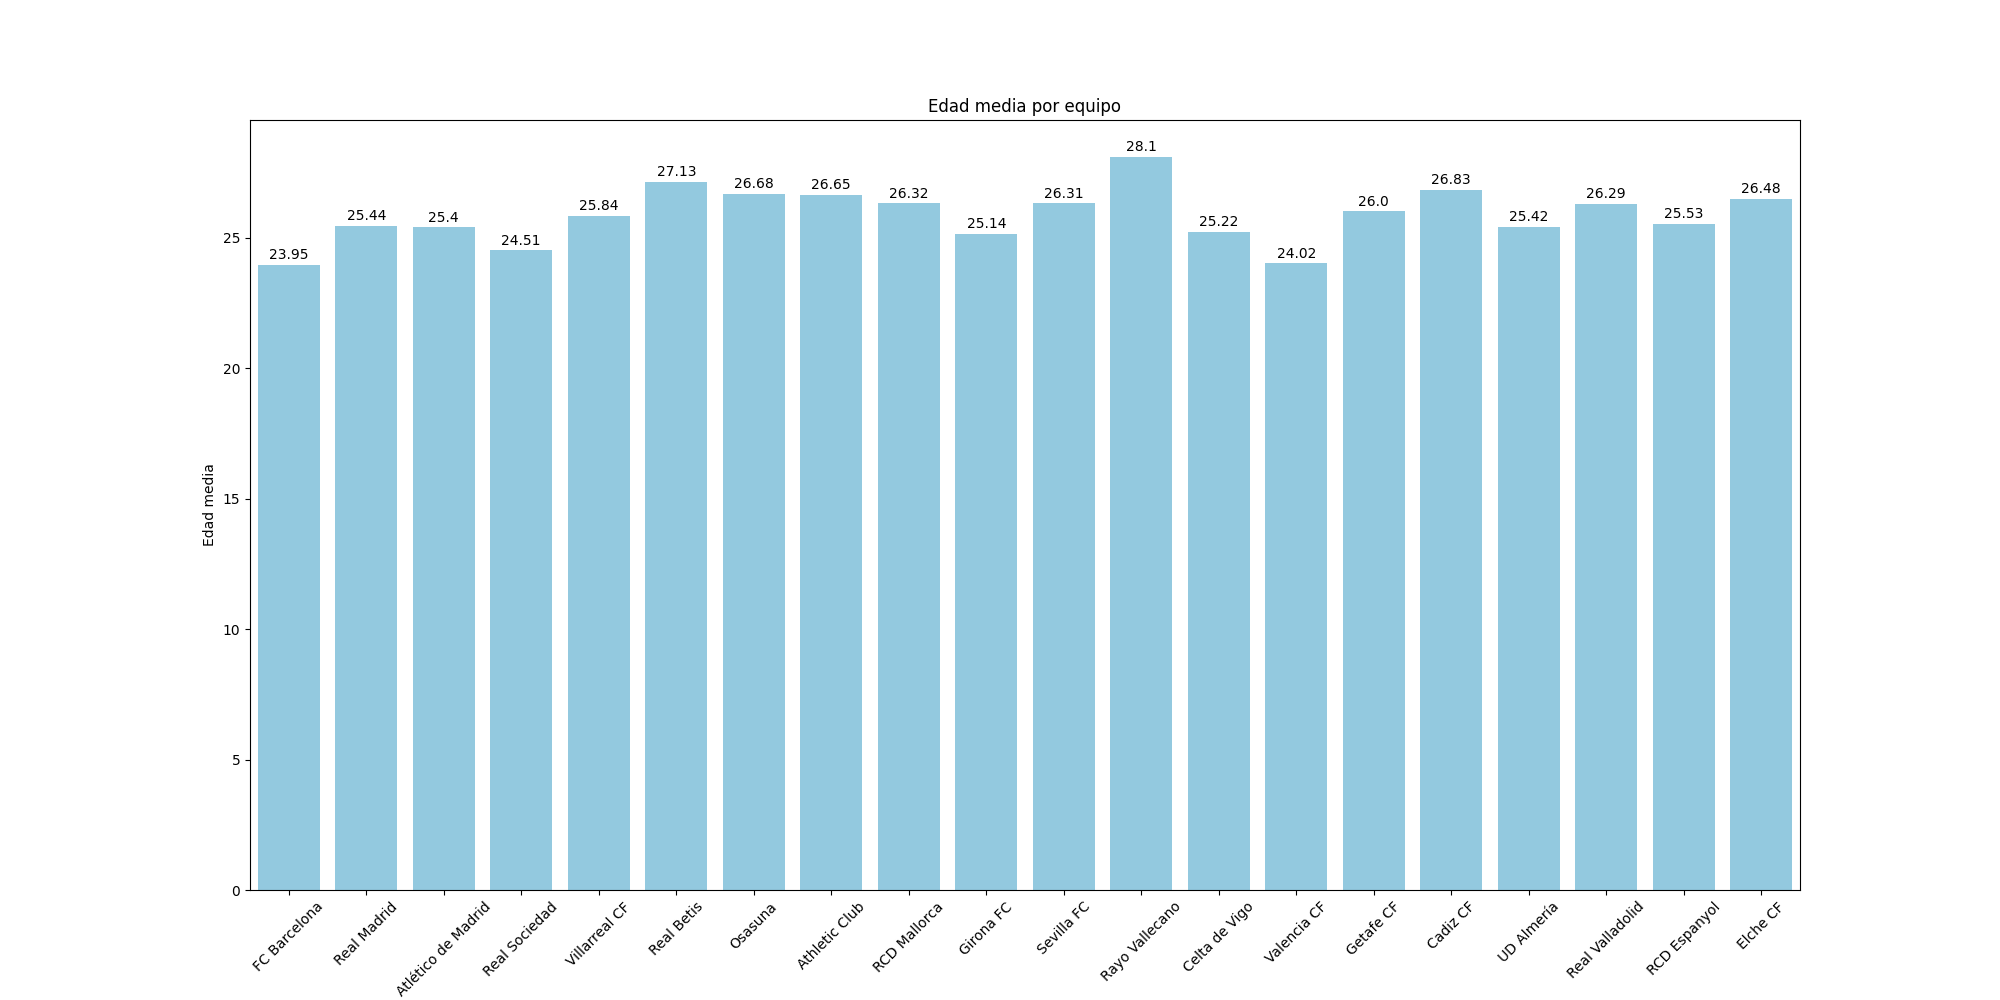 Edad media por equipo
28.1
27.13
26.83
26.68
26.65
26.48
26.32
26.31
26.29
26.0
25.84
25.53
25.44
25.4
25.42
25.22
25.14
24.51
24.02
23.95
25
20
15
10
5
0
Edad media
FC Barcelona
Real Madrid
Atlético de Madrid
Real Sociedad
Villarreal CF
Real Betis
Osasuna
Athletic Club
RCD Mallorca
Girona FC
Sevilla FC
Rayo Vallecano
Celta de Vigo
Valencia CF
Getafe CF
Cadiz CF
UD Almería
Real Valladolid
RCD Espanyol
Elche CF